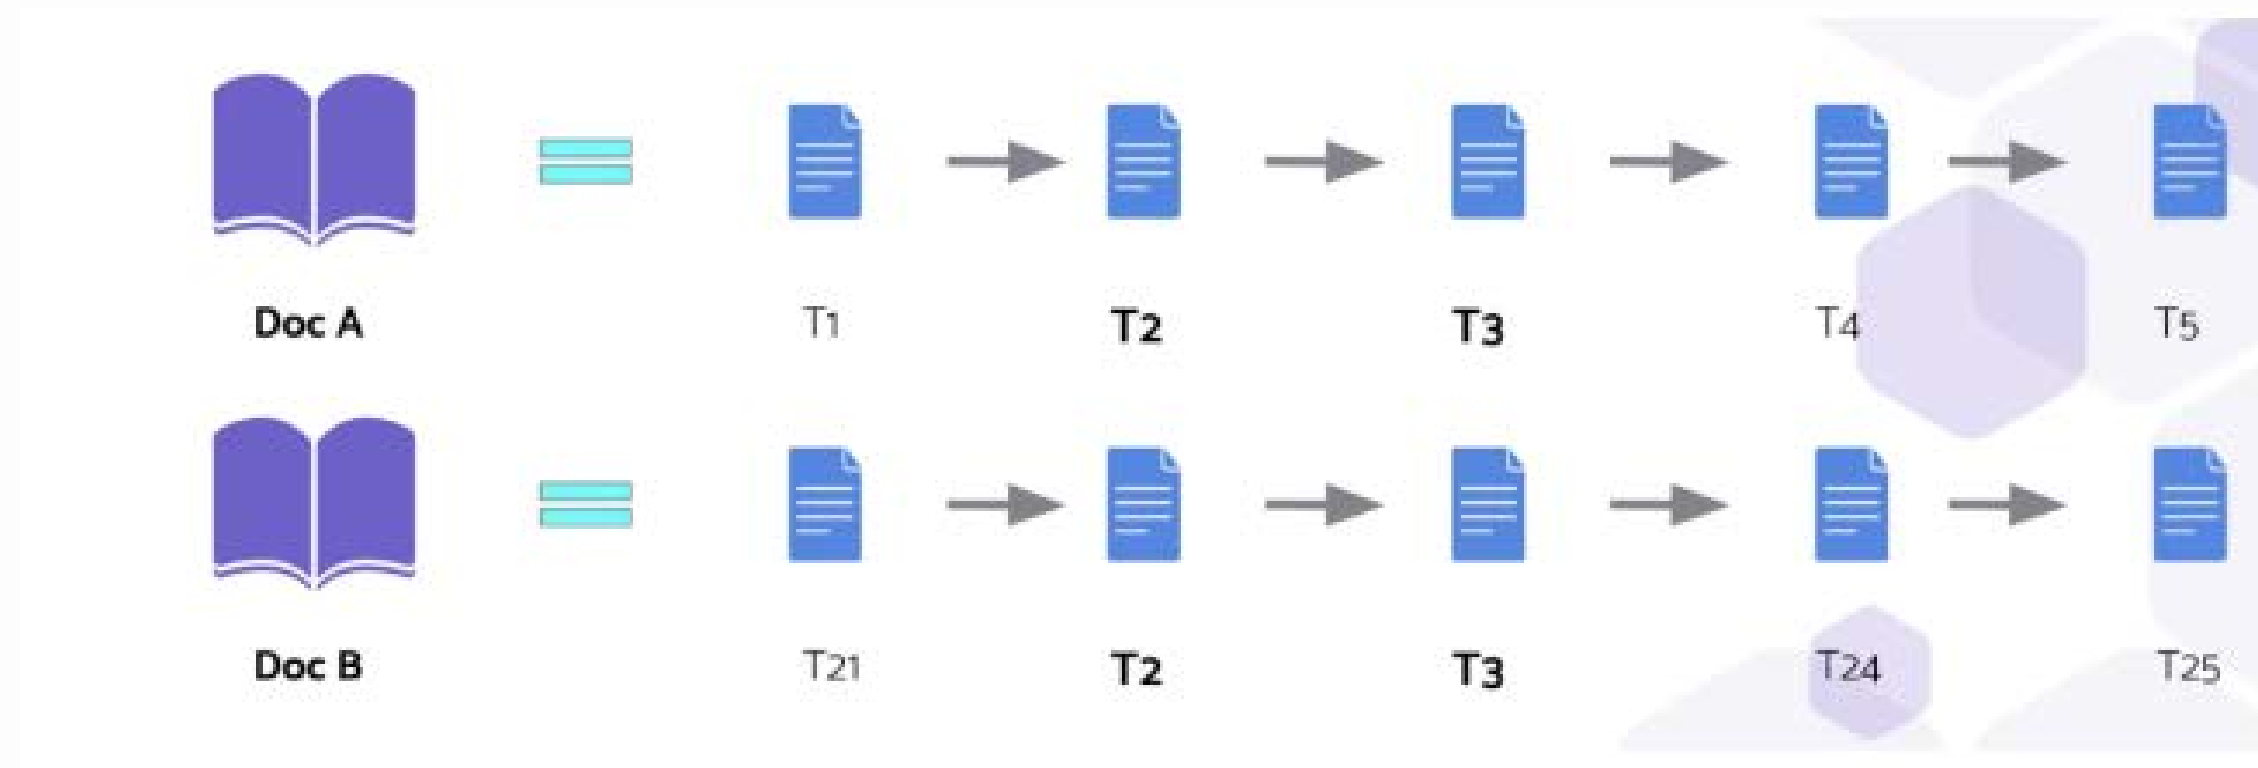 Doc A T1 T2 T3 T4 T5
Doc B T21 T2 T3 T24 T25